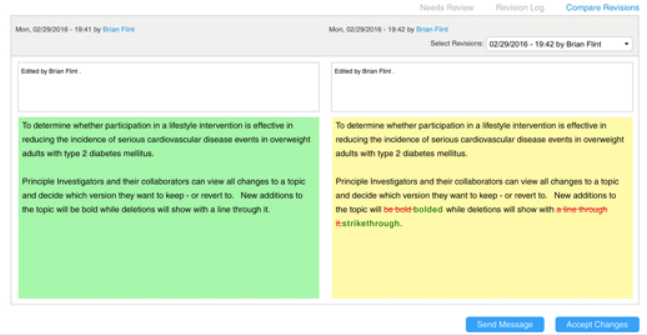 Needs Review Revision Log Compare Revisions
Mon, 02/29/2016 - 19:41 by Brian Flint
Mon, 02/29/2016 - 19:42 by Brian Flint
Select Revisions: 02/29/2016 - 19:42 by Brian Flint
Edited by Brian Flint .
To determine whether participation in a lifestyle intervention is effective in
reducing the incidence of serious cardiovascular disease events in overweight
adults with type 2 diabetes mellitus.
Principle Investigators and their collaborators can view all changes to a topic
and decide which version they want to keep - or revert to. New additions to
the topic will be bold while deletions will show with a line through it.
Edited by Brian Flint .
To determine whether participation in a lifestyle intervention is effective in
reducing the incidence of serious cardiovascular disease events in overweight
adults with type 2 diabetes mellitus.
Principle Investigators and their collaborators can view all changes to a topic
and decide which version they want to keep - or revert to. New additions to
the topic will be bold bolded while deletions will show with a line through
it.strikethrough.
Send Message Accept Changes